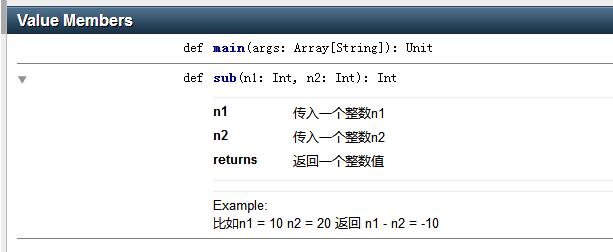 Value Members
def main(args: Array[String]): Unit
def sub(n1: Int, n2: Int): Int
n1 传入一个整数n1
n2 传入一个整数n2
returns 返回一个整数值
Example:
比如n1 = 10 n2 = 20 返回 n1 - n2 = -10